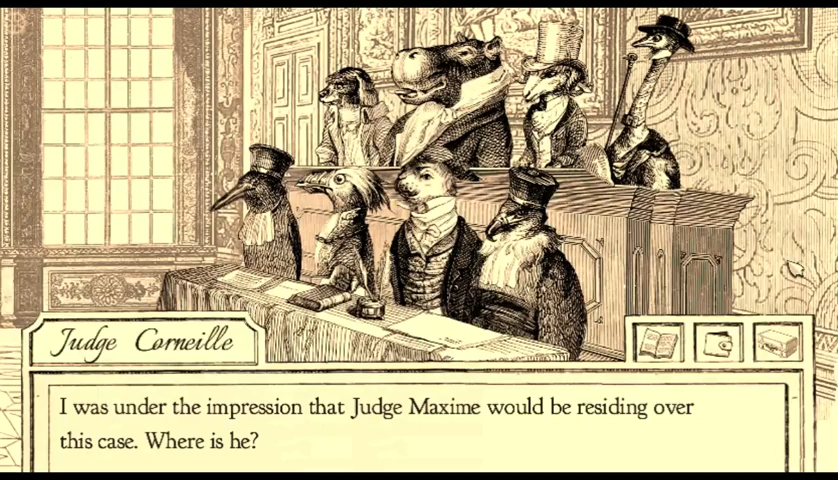 Judge Corneille
I was under the impression that Judge Maxime would be residing over
this case. Where is he?